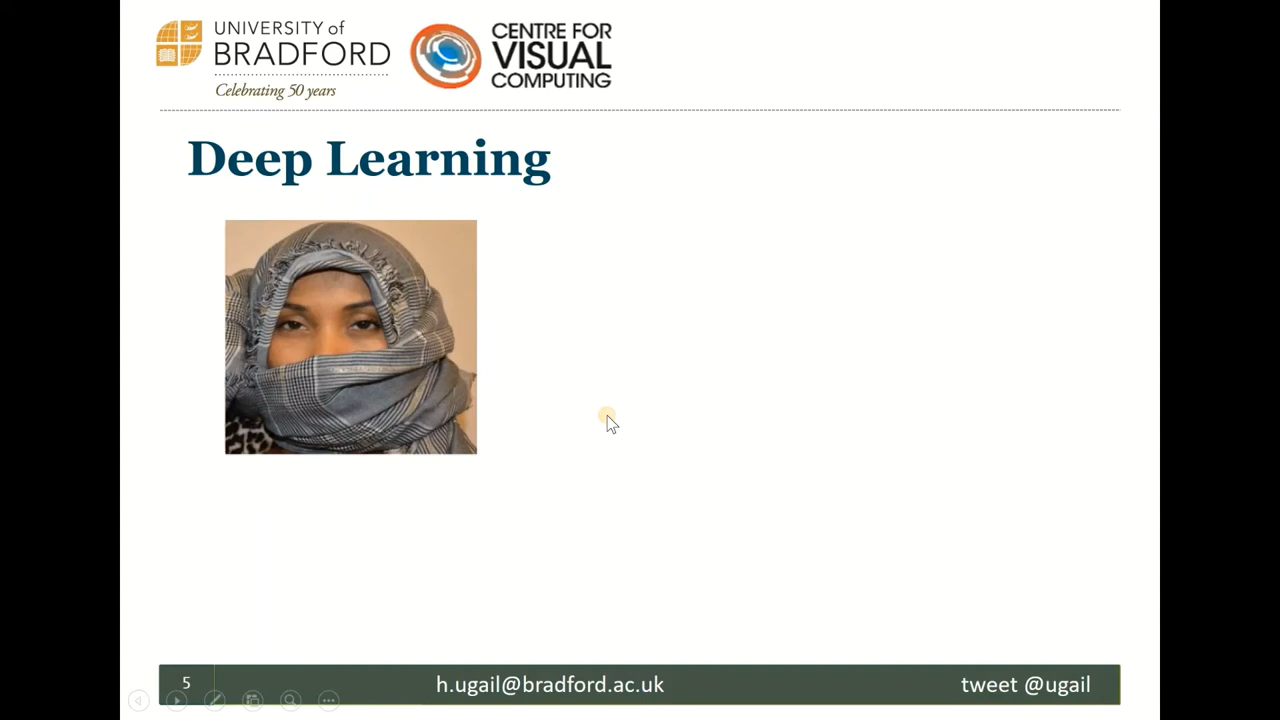 UNIVERSITY of
BRADFORD
Celebrating 50 years
CENTRE FOR
VISUAL
COMPUTING
Deep Learning
5
h.ugail@bradford.ac.uk
tweet @ugail